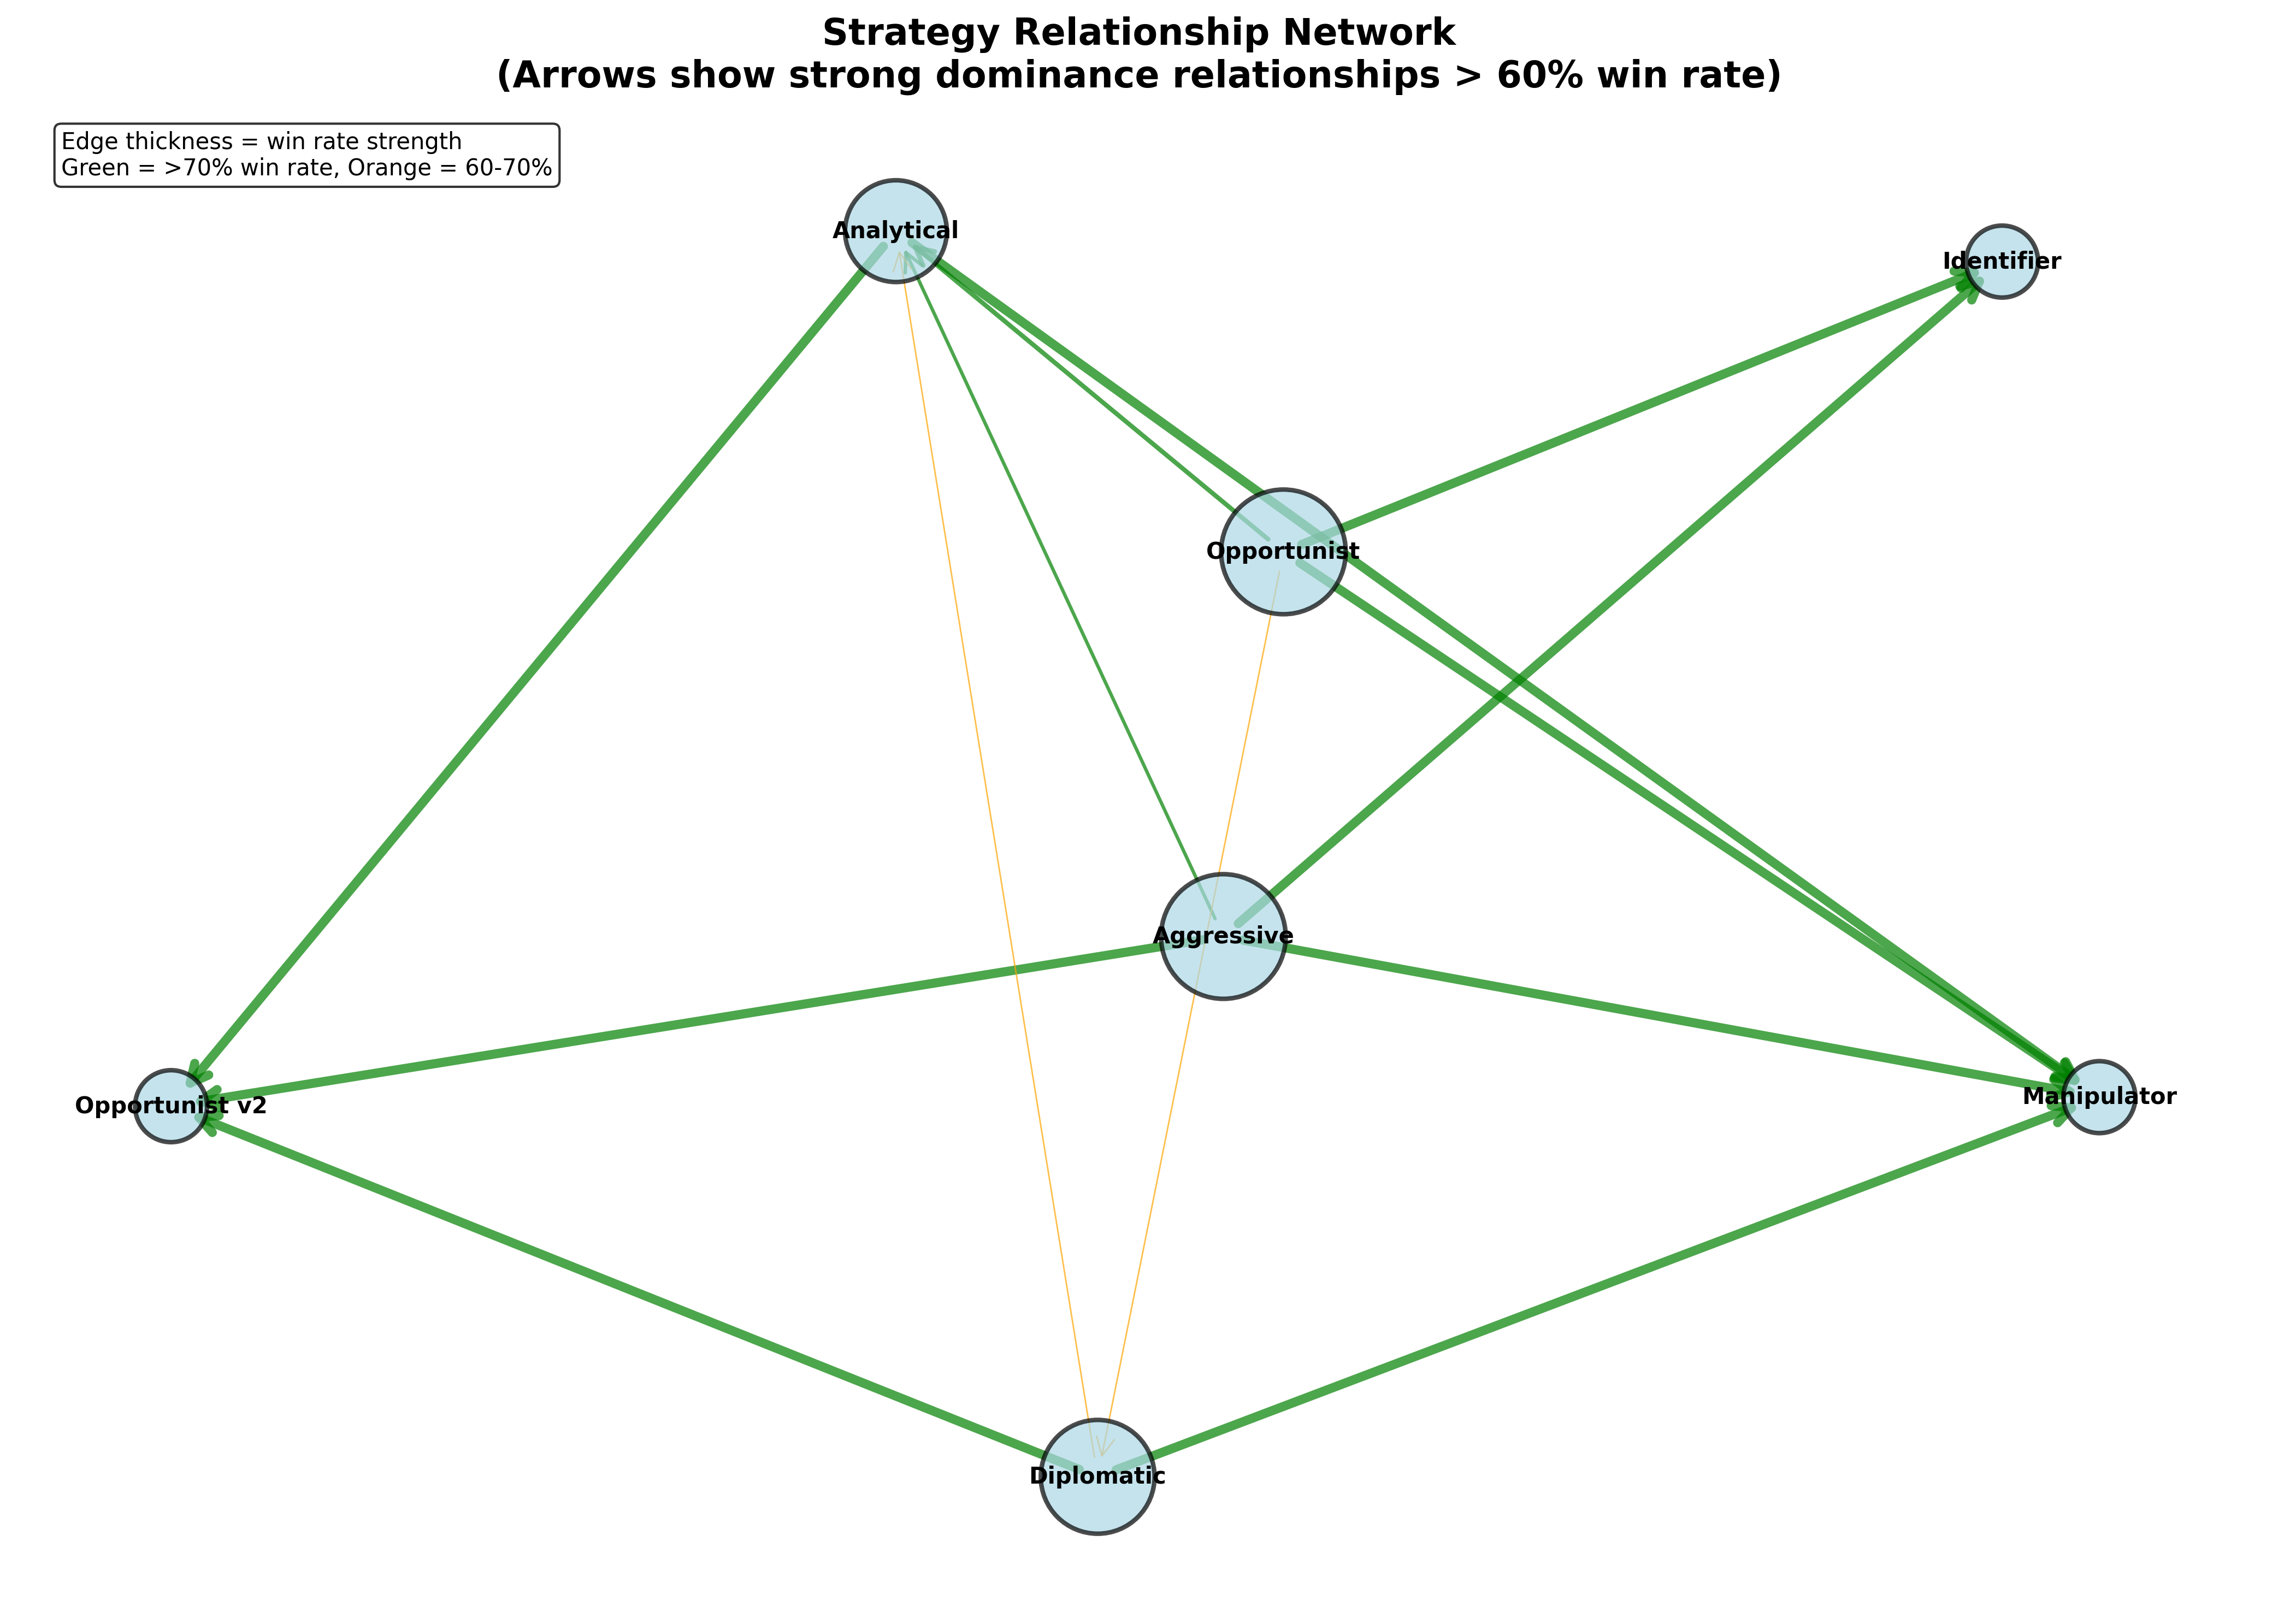 Strategy Relationship Network
(Arrows show strong dominance relationships > 60% win rate)
Edge thickness = win rate strength
Green = >70% win rate, Orange = 60-70%
Analytical
Identifier
Opportunist
Aggressive
Opportunist v2
Manipulator
Diplomatic